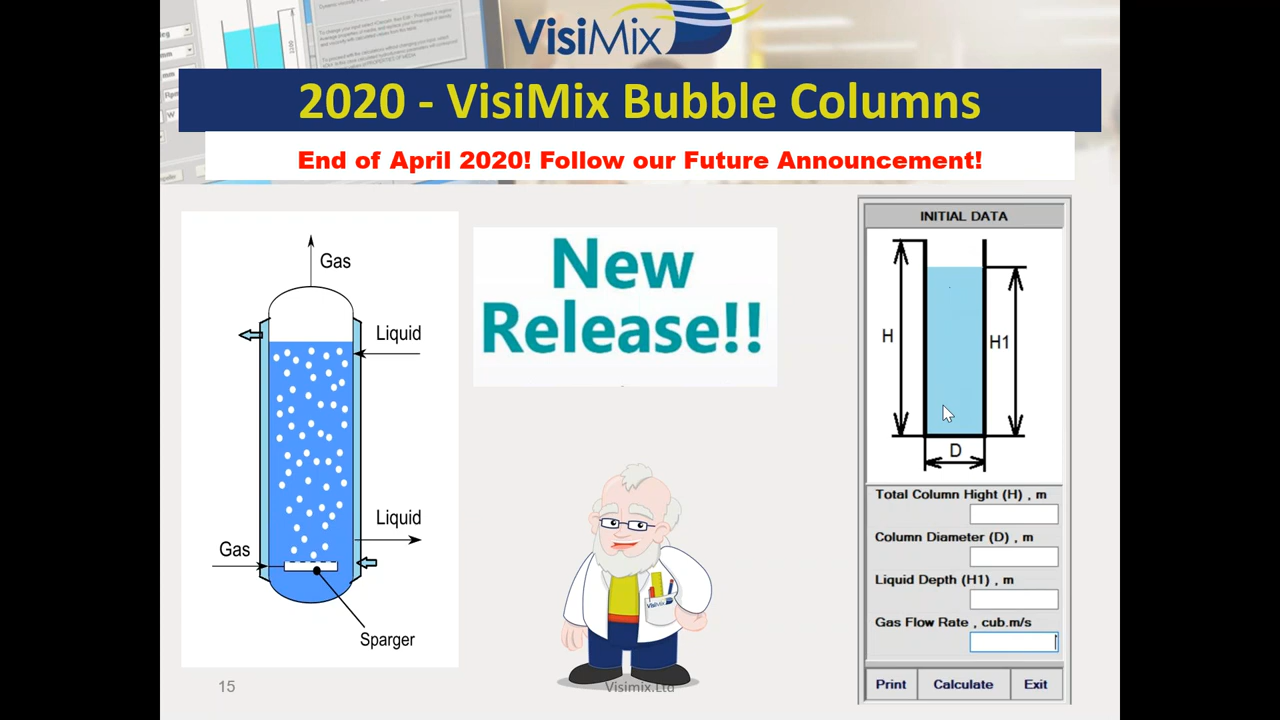 VisiMix
2020 - VisiMix Bubble Columns
End of April 2020! Follow our Future Announcement!
Gas
Liquid
Liquid
Gas
Sparger
New
Release!!
VisiMix
INITIAL DATA
H
H1
D
Total Column Hight (H) , m
Column Diameter (D) , m
Liquid Depth (H1) , m
Gas Flow Rate , cub.m/s
Print Calculate Exit
15
Visimix.Ltd